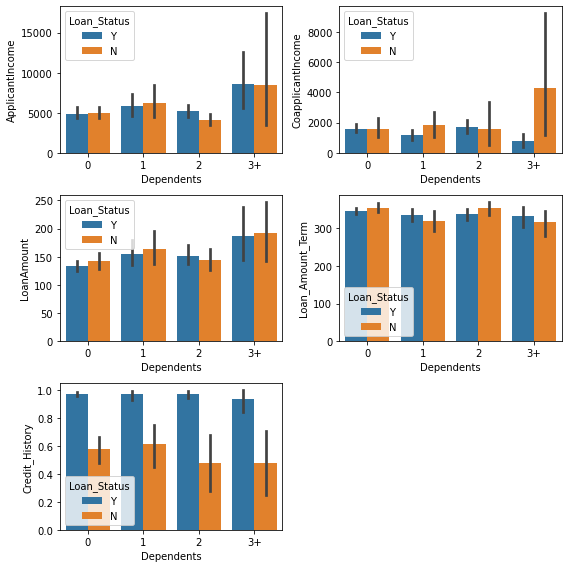 ApplicantIncome
15000
10000
5000
0
Loan_Status
Y
N
0 1 2 3+
Dependents
CoapplicantIncome
8000
6000
4000
2000
0
Loan_Status
Y
N
0 1 2 3+
Dependents
LoanAmount
250
200
150
100
50
0
Loan_Status
Y
N
0 1 2 3+
Dependents
Loan_Amount_Term
300
200
100
0
Loan_Status
Y
N
0 1 2 3+
Dependents
Credit_History
1.0
0.8
0.6
0.4
0.2
0.0
Loan_Status
Y
N
0 1 2 3+
Dependents